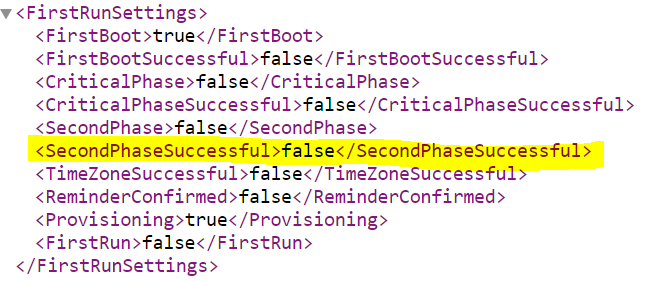 <FirstRunSettings>
<FirstBoot>true</FirstBoot>
<FirstBootSuccessful>false</FirstBootSuccessful>
<CriticalPhase>false</CriticalPhase>
<CriticalPhaseSuccessful>false</CriticalPhaseSuccessful>
<SecondPhase>false</SecondPhase>
<SecondPhaseSuccessful>false</SecondPhaseSuccessful>
<TimeZoneSuccessful>false</TimeZoneSuccessful>
<ReminderConfirmed>false</ReminderConfirmed>
<Provisioning>true</Provisioning>
<FirstRun>false</FirstRun>
</FirstRunSettings>